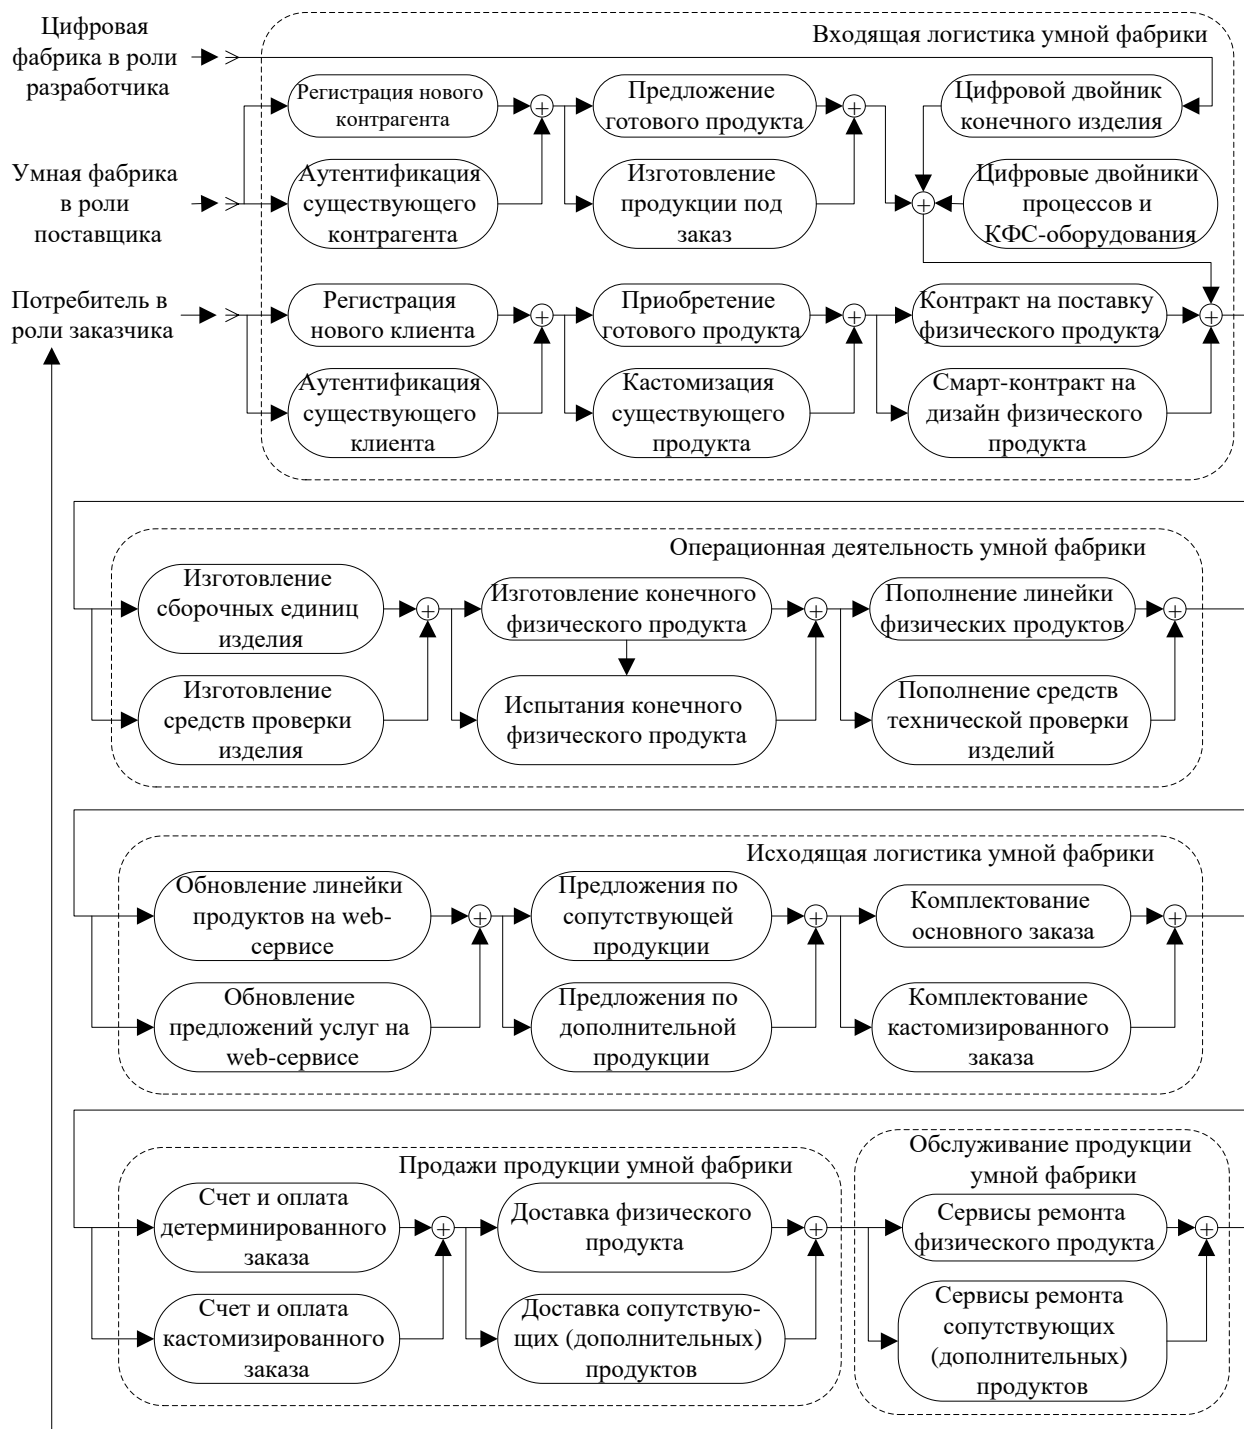 Цифровая
фабрика в роли
разработчика
Входящая логистика умной фабрики
Регистрация нового
контрагента
Предложение
готового продукта
Цифровой двойник
конечного изделия
Умная фабрика
в роли
поставщика
Аутентификация
существующего
контрагента
Изготовление
продукции под
заказ
Цифровые двойники
процессов и
КФС-оборудования
Потребитель в
роли заказчика
Регистрация
нового клиента
Приобретение
готового продукта
Контракт на поставку
физического продукта
Аутентификация
существующего
клиента
Кастомизация
существующего
продукта
Смарт-контракт на
дизайн физического
продукта
Операционная деятельность умной фабрики
Изготовление
сборочных единиц
изделия
Изготовление конечного
физического продукта
Пополнение линейки
физических продуктов
Изготовление
средств проверки
изделия
Испытания конечного
физического продукта
Пополнение средств
технической проверки
изделий
Исходящая логистика умной фабрики
Обновление линейки
продуктов на web-
сервисе
Предложения по
сопутствующей
продукции
Комплектование
основного заказа
Обновление
предложений услуг на
web-сервисе
Предложения по
дополнительной
продукции
Комплектование
кастомизированного
заказа
Продажи продукции умной фабрики
Обслуживание продукции
умной фабрики
Счет и оплата
детерминированного
заказа
Доставка физического
продукта
Сервисы ремонта
физического продукта
Счет и оплата
кастомизированного
заказа
Доставка сопутствую-
щих (дополнительных)
продуктов
Сервисы ремонта
сопутствующих
(дополнительных)
продуктов